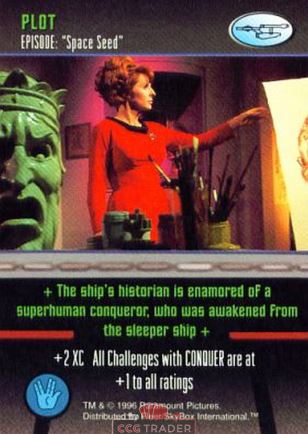 PLOT
EPISODE: "Space Seed"
+ The ship's historian is enamored of a
superhuman conqueror, who was awakened from
the sleeper ship +
+2 XC All Challenges with CONQUER are at
+1 to all ratings
TM & © 1996 Paramount Pictures.
Distributed by Fleer/SkyBox International.™
CCG TRADER